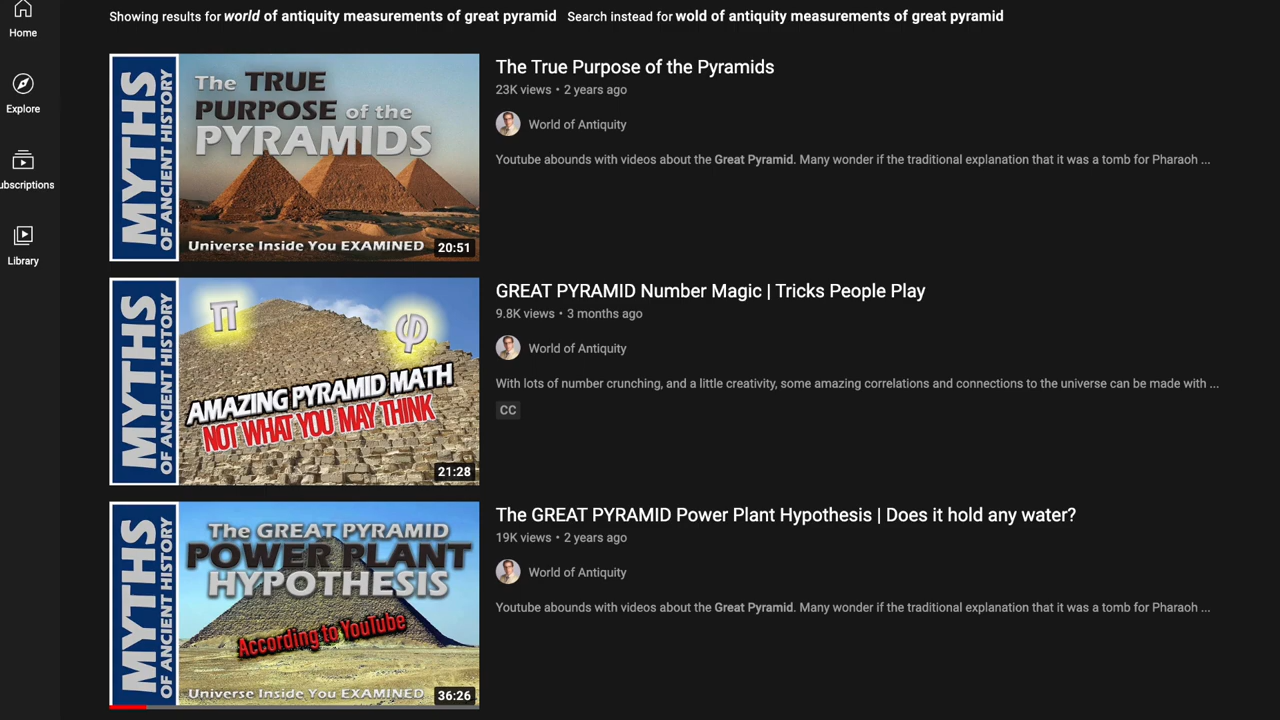 Showing results for world of antiquity measurements of great pyramid Search instead for wold of antiquity measurements of great pyramid
Home
Explore
ubscriptions
Library
MYTHS
OF ANCIENT HISTORY
The TRUE
PURPOSE of the
PYRAMIDS
Universe Inside You EXAMINED
20:51
The True Purpose of the Pyramids
23K views • 2 years ago
World of Antiquity
Youtube abounds with videos about the Great Pyramid. Many wonder if the traditional explanation that it was a tomb for Pharaoh ...
MYTHS
OF ANCIENT HISTORY
π
φ
AMAZING PYRAMID MATH
NOT WHAT YOU MAY THINK
21:28
GREAT PYRAMID Number Magic | Tricks People Play
9.8K views • 3 months ago
World of Antiquity
With lots of number crunching, and a little creativity, some amazing correlations and connections to the universe can be made with ...
CC
MYTHS
OF ANCIENT HISTORY
The GREAT PYRAMID
POWER PLANT
HYPOTHESIS
According to YouTube
Universe Inside You EXAMINED
36:26
The GREAT PYRAMID Power Plant Hypothesis | Does it hold any water?
19K views • 2 years ago
World of Antiquity
Youtube abounds with videos about the Great Pyramid. Many wonder if the traditional explanation that it was a tomb for Pharaoh ...